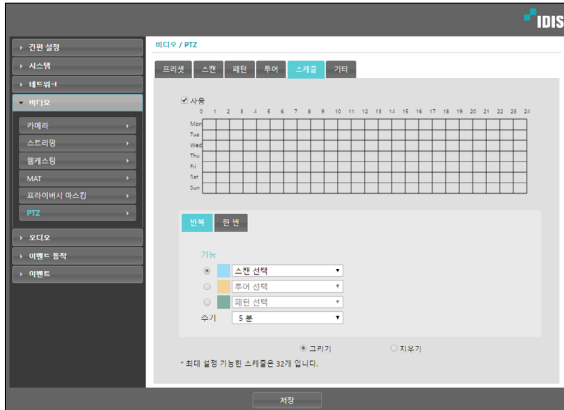 IDIS
간편 설정
시스템
네트워크
비디오
카메라
스트리밍
웹캐스팅
MAT
프라이버시 마스킹
PTZ
오디오
이벤트 동작
이벤트
비디오 / PTZ
프리셋 스캔 패턴 투어 스케줄 기타
사용
0 1 2 3 4 5 6 7 8 9 10 11 12 13 14 15 16 17 18 19 20 21 22 23 24
Mon
Tue
Wed
Thu
Fri
Sat
Sun
반복 한 번
기능
스캔 선택
투어 선택
패턴 선택
주기 5 분
그리기 지우기
* 최대 설정 가능한 스케줄은 32개 입니다.
저장